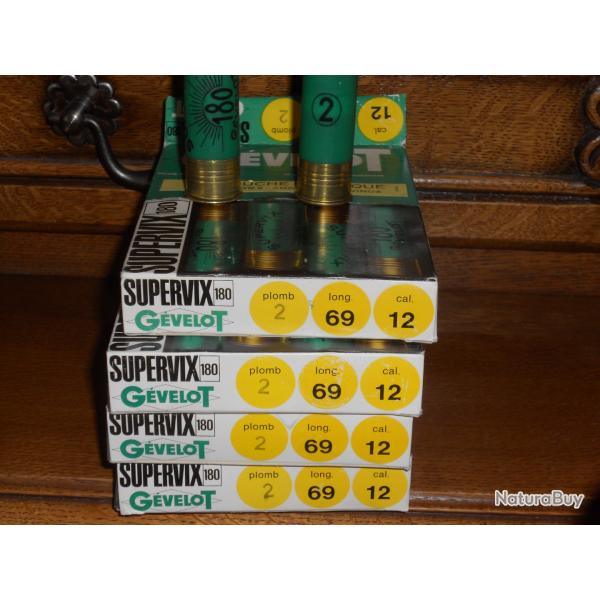 180
2
2
plomb
12
cal.
GÉVELOT
SUPERVIX 180
SUPERVIX 180
GÉVELOT
plomb 2
long. 69
cal. 12
SUPERVIX 180
GÉVELOT
plomb 2
long. 69
cal. 12
SUPERVIX 180
GÉVELOT
plomb 2
long. 69
cal. 12
SUPERVIX 180
GÉVELOT
plomb 2
long. 69
cal. 12
NaturaBuy